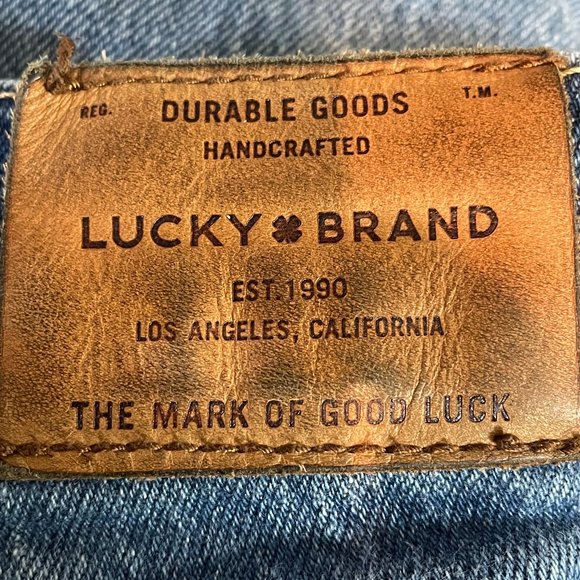 REG. DURABLE GOODS T.M.
HANDCRAFTED
LUCKY BRAND
EST. 1990
LOS ANGELES, CALIFORNIA
THE MARK OF GOOD LUCK